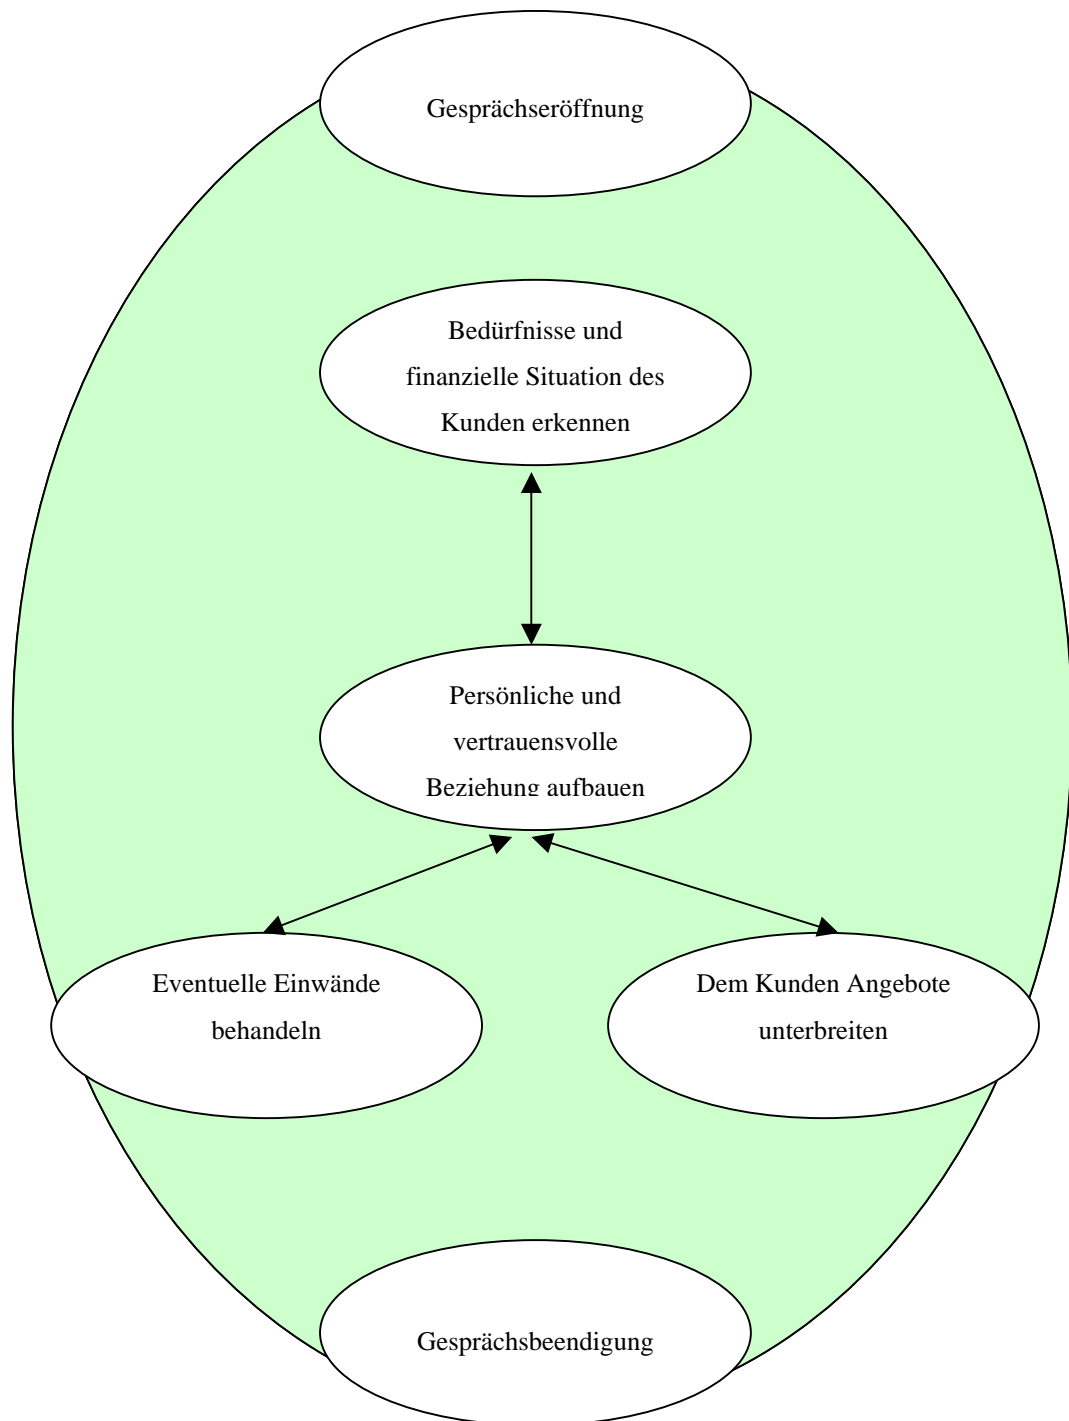 Gesprächseröffnung
Bedürfnisse und
finanzielle Situation des
Kunden erkennen
Persönliche und
vertrauensvolle
Beziehung aufbauen
Eventuelle Einwände
behandeln
Dem Kunden Angebote
unterbreiten
Gesprächsbeendigung